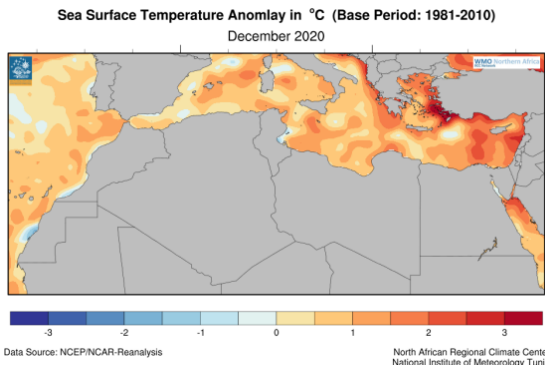 Sea Surface Temperature Anomlay in °C (Base Period: 1981-2010)
December 2020
WMO Northern Africa
-3 -2 -1 0 1 2 3
Data Source: NCEP/NCAR-Reanalysis
North African Regional Climate Cente
National Institute of Meteorology Tuni